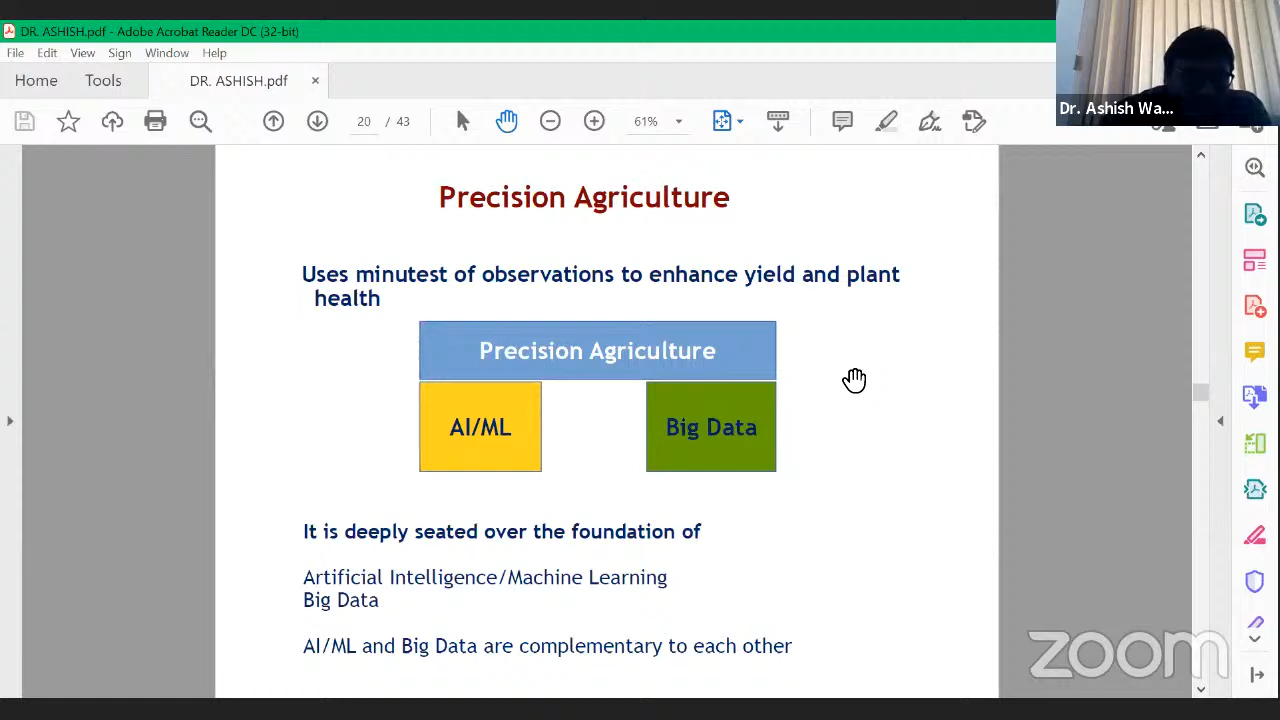 DR. ASHISH.pdf - Adobe Acrobat Reader DC (32-bit)
File Edit View Sign Window Help
Home Tools DR. ASHISH.pdf ×
20 / 43 61%
Dr. Ashish Wa...
Precision Agriculture
Uses minutest of observations to enhance yield and plant
health
Precision Agriculture
AI/ML Big Data
It is deeply seated over the foundation of
Artificial Intelligence/Machine Learning
Big Data
AI/ML and Big Data are complementary to each other
zoom